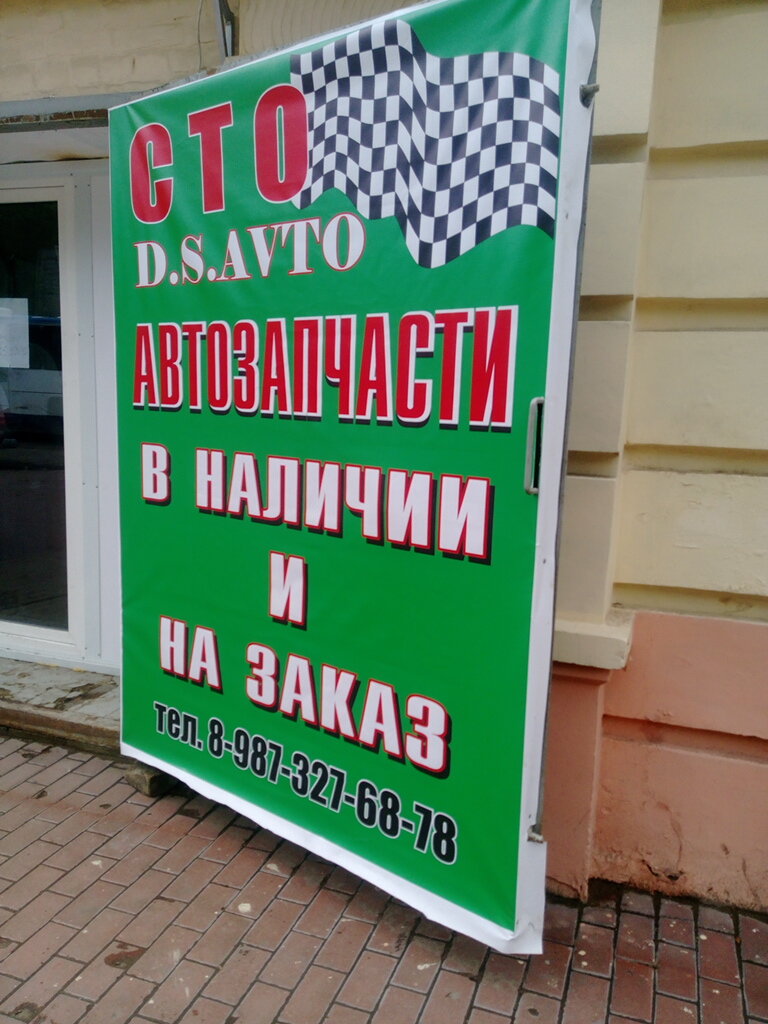 СТО
D.S.AVTO
АВТОЗАПЧАСТИ
В НАЛИЧИИ
И
НА ЗАКАЗ
тел. 8-987-327-68-78